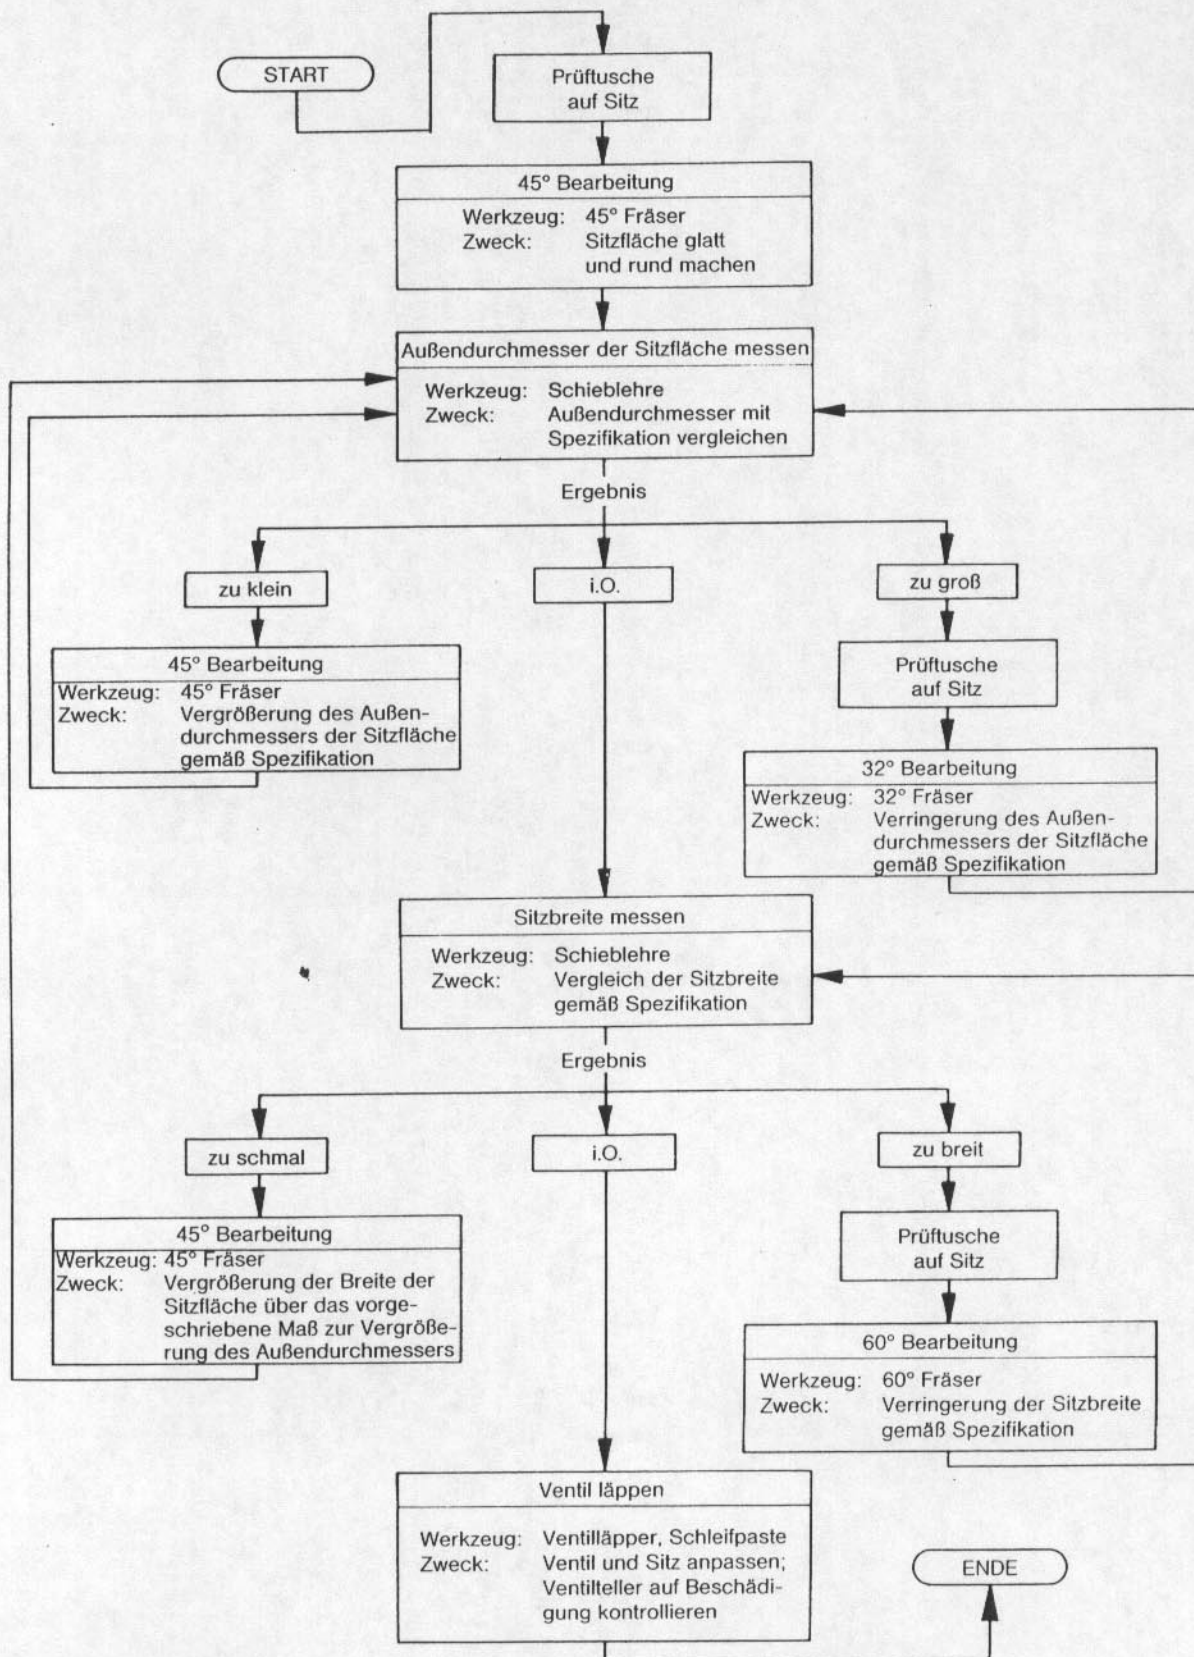 START
Prüftusche
auf Sitz
45° Bearbeitung
Werkzeug: 45° Fräser
Zweck: Sitzfläche glatt
und rund machen
Außendurchmesser der Sitzfläche messen
Werkzeug: Schieblehre
Zweck: Außendurchmesser mit
Spezifikation vergleichen
Ergebnis
zu klein
i.O.
zu groß
45° Bearbeitung
Werkzeug: 45° Fräser
Zweck: Vergrößerung des Außen-
durchmessers der Sitzfläche
gemäß Spezifikation
Prüftusche
auf Sitz
32° Bearbeitung
Werkzeug: 32° Fräser
Zweck: Verringerung des Außen-
durchmessers der Sitzfläche
gemäß Spezifikation
Sitzbreite messen
Werkzeug: Schieblehre
Zweck: Vergleich der Sitzbreite
gemäß Spezifikation
Ergebnis
zu schmal
i.O.
zu breit
45° Bearbeitung
Werkzeug: 45° Fräser
Zweck: Vergrößerung der Breite der
Sitzfläche über das vorge-
schriebene Maß zur Vergröße-
rung des Außendurchmessers
Prüftusche
auf Sitz
60° Bearbeitung
Werkzeug: 60° Fräser
Zweck: Verringerung der Sitzbreite
gemäß Spezifikation
Ventil läppen
Werkzeug: Ventilläpper, Schleifpaste
Zweck: Ventil und Sitz anpassen;
Ventilteller auf Beschädi-
gung kontrollieren
ENDE